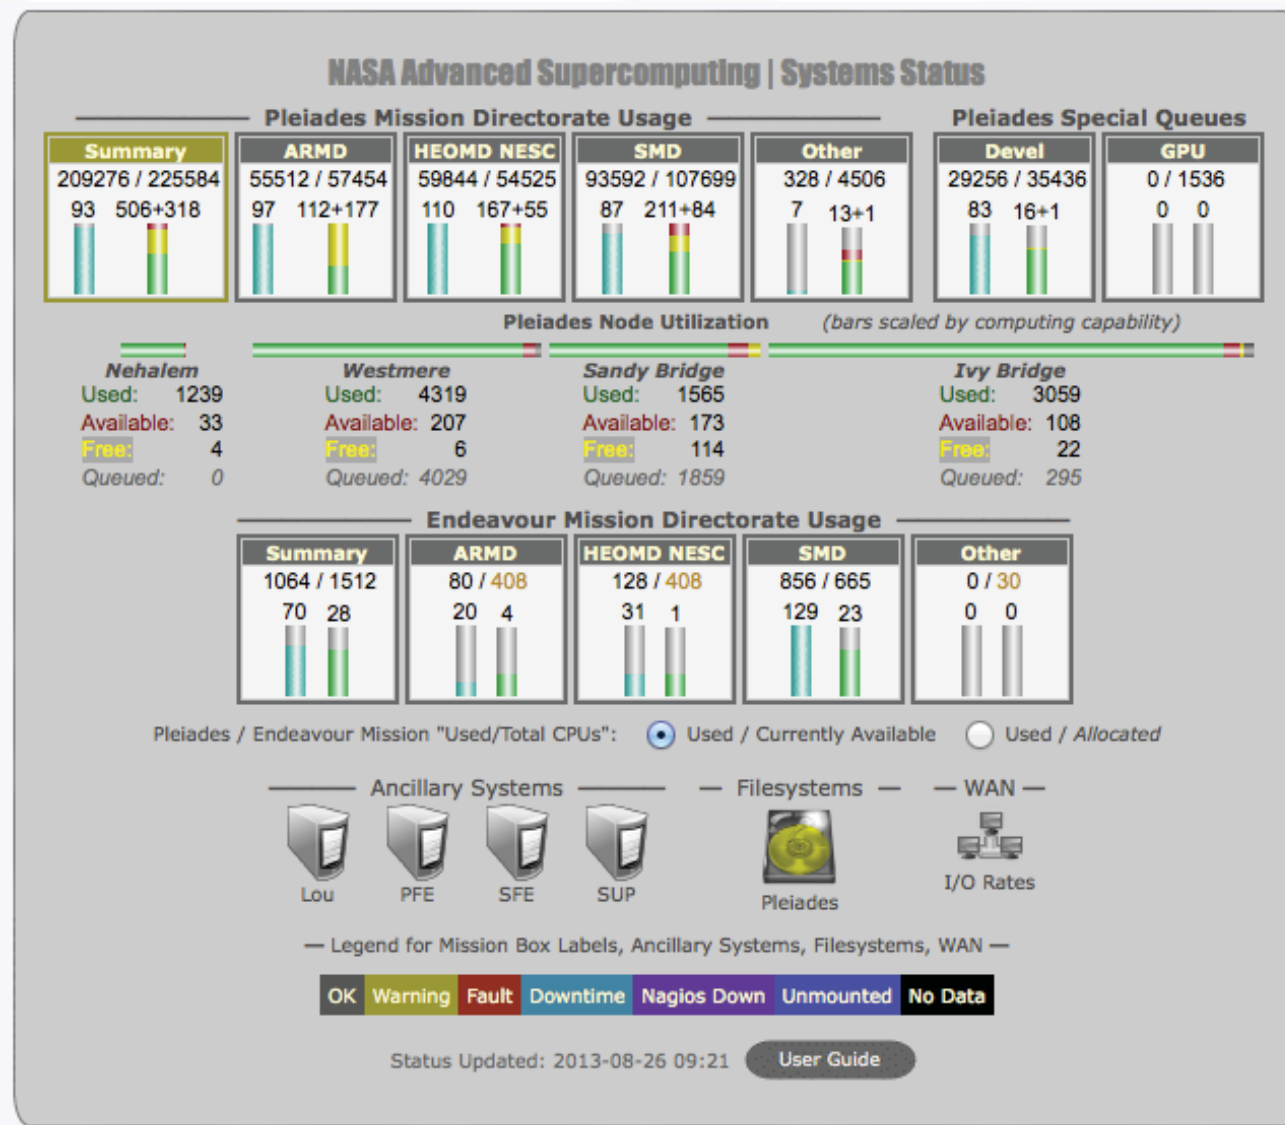 NASA Advanced Supercomputing | Systems Status
Pleiades Mission Directorate Usage
Pleiades Special Queues
Summary ARMD HEOMD NESC SMD Other Devel GPU
209276 / 225584 55512 / 57454 59844 / 54525 93592 / 107699 328 / 4506 29256 / 35436 0 / 1536
93 506+318 97 112+177 110 167+55 87 211+84 7 13+1 83 16+1 0 0
Pleiades Node Utilization (bars scaled by computing capability)
Nehalem Westmere Sandy Bridge Ivy Bridge
Used: 1239 Used: 4319 Used: 1565 Used: 3059
Available: 33 Available: 207 Available: 173 Available: 108
Free: 4 Free: 6 Free: 114 Free: 22
Queued: 0 Queued: 4029 Queued: 1859 Queued: 295
Endeavour Mission Directorate Usage
Summary ARMD HEOMD NESC SMD Other
1064 / 1512 80 / 408 128 / 408 856 / 665 0 / 30
70 28 20 4 31 1 129 23 0 0
Pleiades / Endeavour Mission "Used/Total CPUs": Used / Currently Available Used / Allocated
Ancillary Systems Filesystems WAN
Lou PFE SFE SUP Pleiades I/O Rates
— Legend for Mission Box Labels, Ancillary Systems, Filesystems, WAN —
OK Warning Fault Downtime Nagios Down Unmounted No Data
Status Updated: 2013-08-26 09:21 User Guide